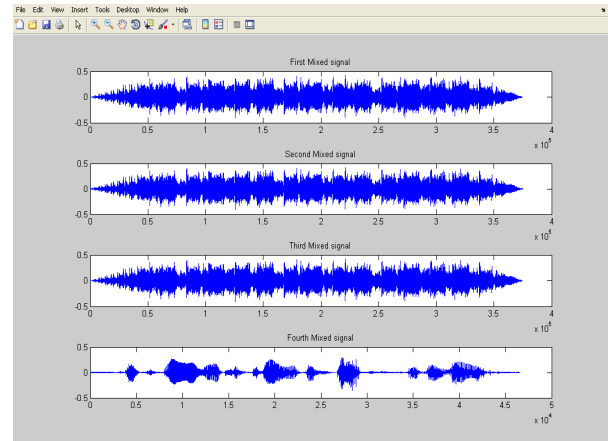 File Edit View Insert Tools Desktop Window Help
First Mixed signal
0.5
0
-0.5
0 0.5 1 1.5 2 2.5 3 3.5 4
x 10^5
Second Mixed signal
0.5
0
-0.5
0 0.5 1 1.5 2 2.5 3 3.5 4
x 10^5
Third Mixed signal
0.5
0
-0.5
0 0.5 1 1.5 2 2.5 3 3.5 4
x 10^5
Fourth Mixed signal
0.5
0
-0.5
0 0.5 1 1.5 2 2.5 3 3.5 4 4.5 5
x 10^4